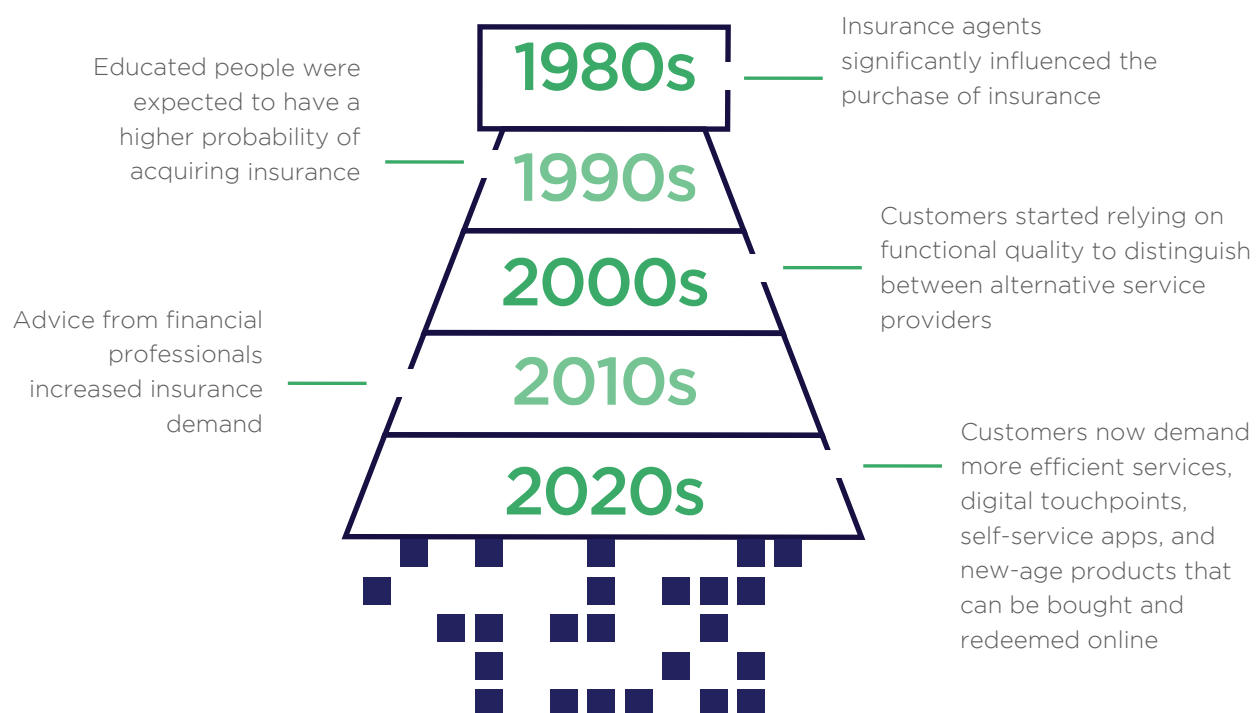 1980s
Insurance agents
significantly influenced the
purchase of insurance
Educated people were
expected to have a
higher probability of
acquiring insurance
1990s
2000s
Customers started relying on
functional quality to distinguish
between alternative service
providers
Advice from financial
professionals
increased insurance
demand
2010s
2020s
Customers now demand
more efficient services,
digital touchpoints,
self-service apps, and
new-age products that
can be bought and
redeemed online